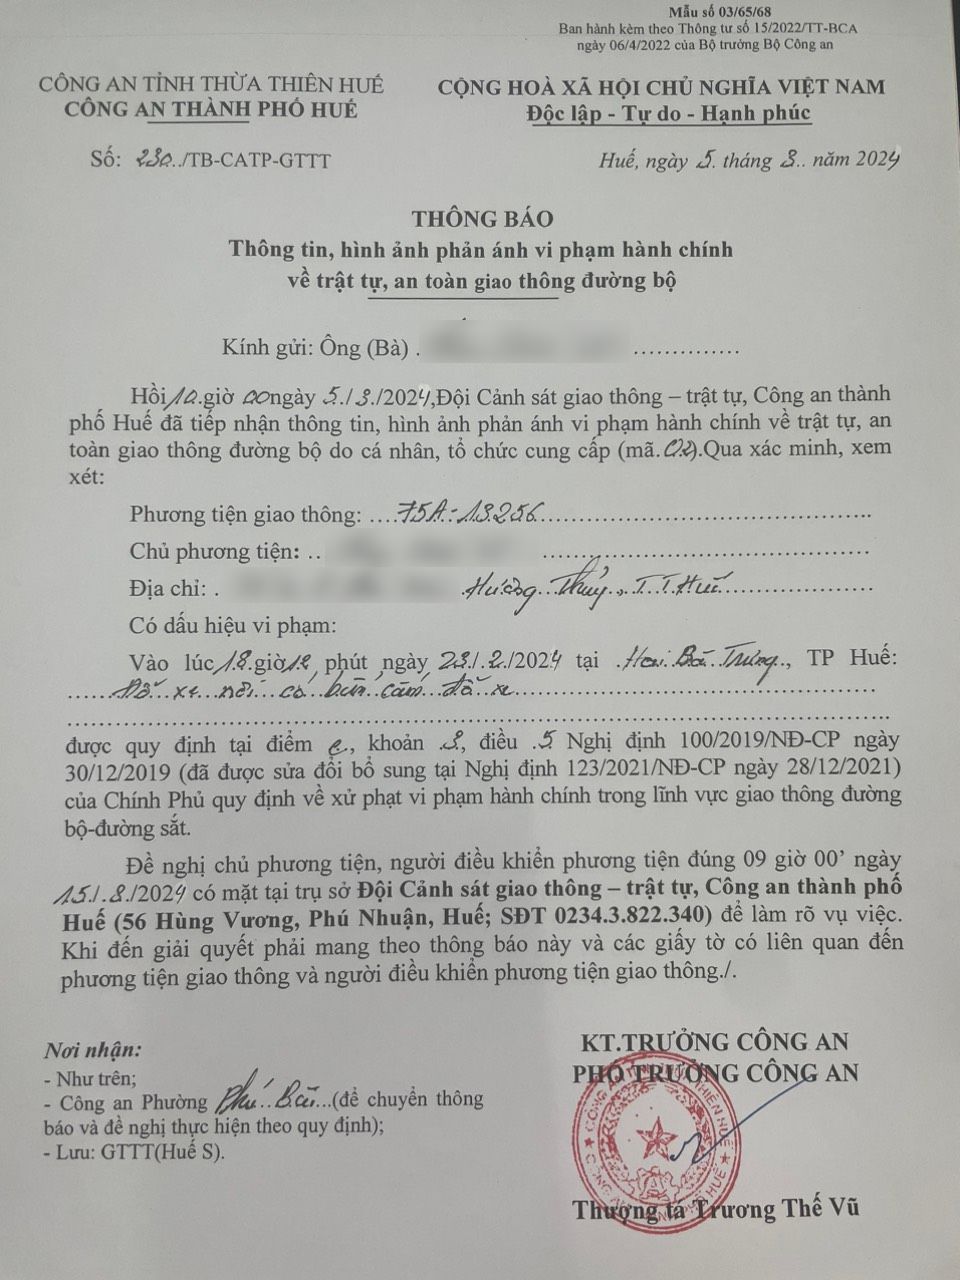 Mẫu số 03/65/68
Ban hành kèm theo Thông tư số 15/2022/TT-BCA
ngày 06/4/2022 của Bộ trưởng Bộ Công an
CÔNG AN TỈNH THỪA THIÊN HUẾ
CỘNG HOÀ XÃ HỘI CHỦ NGHĨA VIỆT NAM
CÔNG AN THÀNH PHỐ HUẾ
Độc lập - Tự do - Hạnh phúc
Số: 230../TB-CATP-GTTT
Huế, ngày 5. tháng 3.. năm 2024
THÔNG BÁO
Thông tin, hình ảnh phản ánh vi phạm hành chính
về trật tự, an toàn giao thông đường bộ
Kính gửi: Ông (Bà) . ..............
Hồi 10.giờ 00ngày 5./3./2024,Đội Cảnh sát giao thông – trật tự, Công an thành
phố Huế đã tiếp nhận thông tin, hình ảnh phản ánh vi phạm hành chính về trật tự, an
toàn giao thông đường bộ do cá nhân, tổ chức cung cấp (mã.02).Qua xác minh, xem
xét:
Phương tiện giao thông: ....75A-13256..............................................
Chủ phương tiện: .. ............................................
Địa chỉ: . .Hương..Thủy.,.T.T.Huế.....................
Có dấu hiệu vi phạm:
Vào lúc 18.giờ12 phút, ngày 23./.2./2024 tại .Hai.Bà.Trưng., TP Huế:
......Đỗ..xe..nơi..có..biển..cấm..đỗ..xe................................................
..............................................................................................................
được quy định tại điểm e., khoản .3, điều .5 Nghị định 100/2019/NĐ-CP ngày
30/12/2019 (đã được sửa đổi bổ sung tại Nghị định 123/2021/NĐ-CP ngày 28/12/2021)
của Chính Phủ quy định về xử phạt vi phạm hành chính trong lĩnh vực giao thông đường
bộ-đường sắt.
Đề nghị chủ phương tiện, người điều khiển phương tiện đúng 09 giờ 00’ ngày
15./.3./2024 có mặt tại trụ sở Đội Cảnh sát giao thông – trật tự, Công an thành phố
Huế (56 Hùng Vương, Phú Nhuận, Huế; SĐT 0234.3.822.340) để làm rõ vụ việc.
Khi đến giải quyết phải mang theo thông báo này và các giấy tờ có liên quan đến
phương tiện giao thông và người điều khiển phương tiện giao thông./.
Nơi nhận:
- Như trên;
- Công an Phường Phú..Bài...(để chuyển thông
báo và đề nghị thực hiện theo quy định);
- Lưu: GTTT(Huế S).
KT.TRƯỞNG CÔNG AN
PHÓ TRƯỞNG CÔNG AN
Thượng tá Trương Thế Vũ